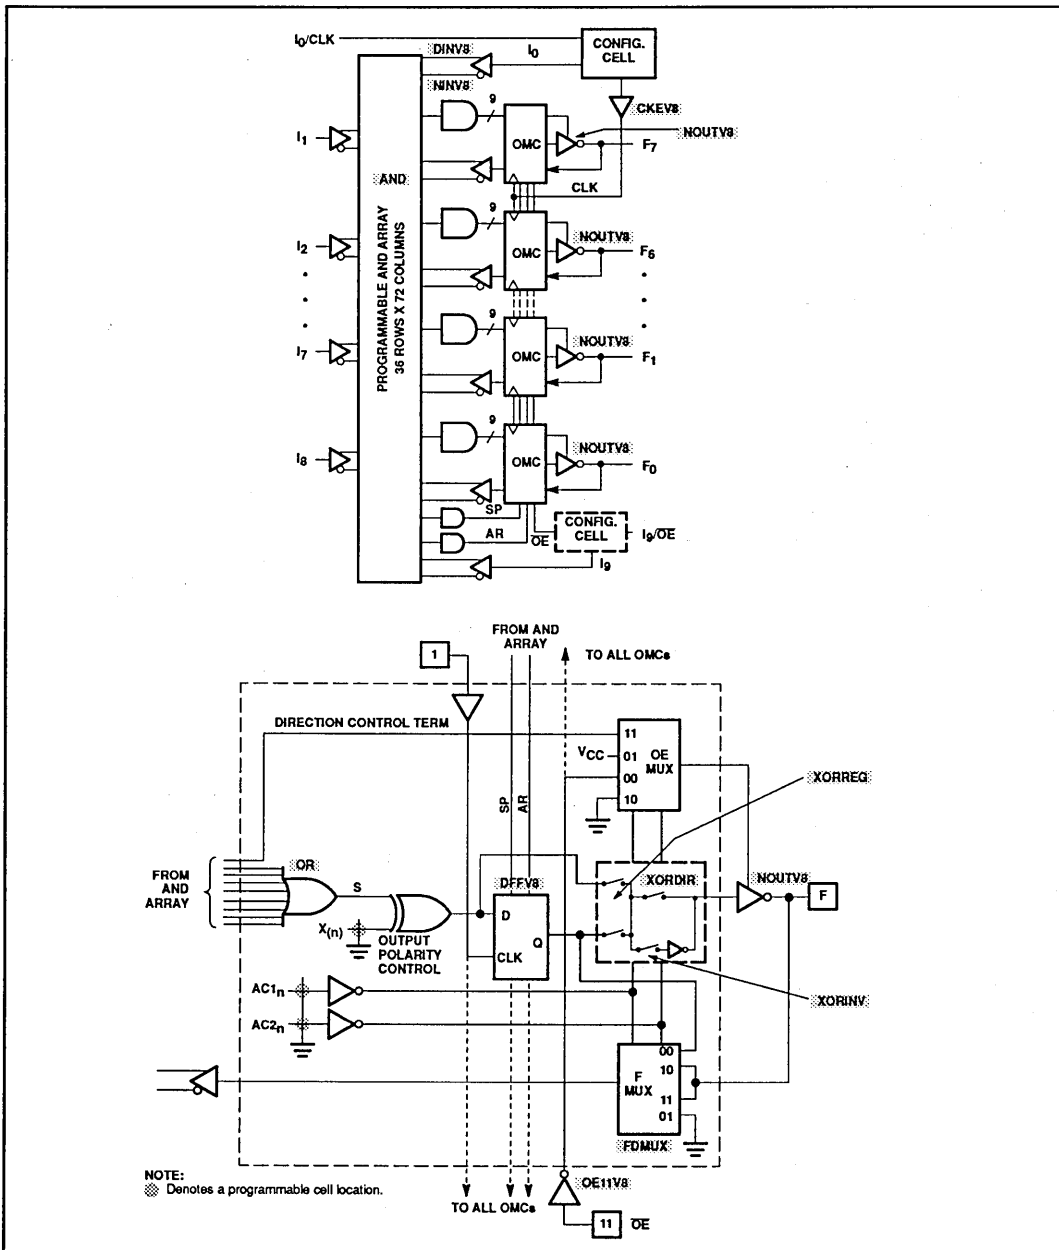 I0/CLK
CONFIG.
CELL
DINV8
I0
NINV8
CKEV8
9
NOUTV8
I1
OMC
F7
AND
CLK
9
NOUTV8
I2
OMC
F6
PROGRAMMABLE AND ARRAY
36 ROWS X 72 COLUMNS
9
NOUTV8
I7
OMC
F1
9
NOUTV8
I8
OMC
F0
SP
CONFIG.
CELL
I9/OE
AR
OE
I9
FROM AND
ARRAY
1
TO ALL OMCs
DIRECTION CONTROL TERM
11
VCC
01
OE
MUX
00
10
XORREG
SP
AR
OR
FROM
AND
ARRAY
S
DFFV8
XORDIR
NOUTV8
F
D
X(n)
OUTPUT
POLARITY
CONTROL
Q
CLK
AC1n
XORINV
AC2n
00
10
F
MUX
11
01
FDMUX
NOTE:
Denotes a programmable cell location.
OE11V8
TO ALL OMCs
11
OE